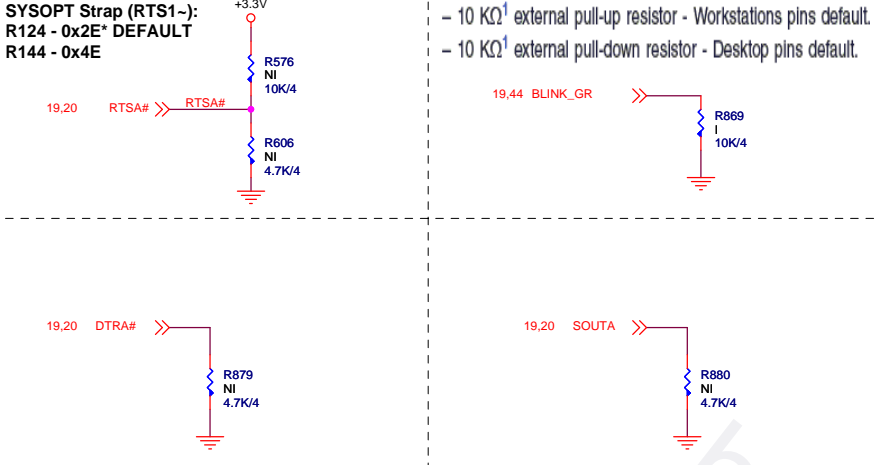 SYSOPT Strap (RTS1~):
R124 - 0x2E* DEFAULT
R144 - 0x4E
+3.3V
R576
NI
10K/4
19,20 RTSA# RTSA#
R606
NI
4.7K/4
– 10 KΩ1 external pull-up resistor - Workstations pins default.
– 10 KΩ1 external pull-down resistor - Desktop pins default.
19,44 BLINK_GR
R869
I
10K/4
19,20 DTRA#
R879
NI
4.7K/4
19,20 SOUTA
R880
NI
4.7K/4